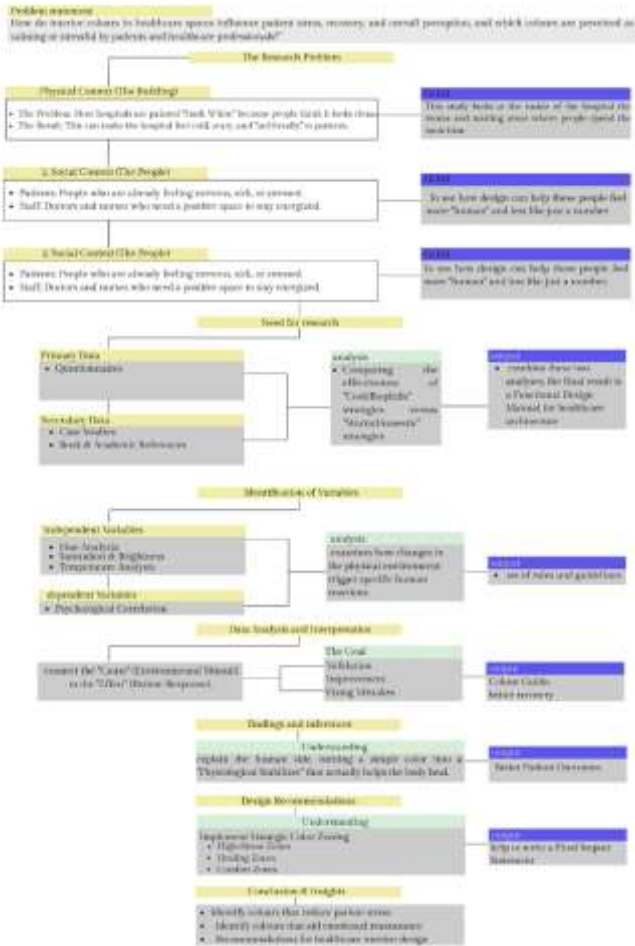 Problem statement
How do interior colours in healthcare spaces influence patient stress, recovery, and overall perception, and which colours are perceived as
calming or stressful by patients and healthcare professionals?"
The Research Problem
Physical Context (The Building)
• The Problem: Most hospitals are painted "Stark White" because people think it looks clean.
• The Result: This can make the hospital feel cold, scary, and "unfriendly" to patients.
This study looks at the inside of the hospital the
rooms and waiting areas where people spend the
most time
2. Social Context (The People)
• Patients: People who are already feeling nervous, sick, or stressed.
• Staff: Doctors and nurses who need a positive space to stay energized.
To see how design can help these people feel
more "human" and less like just a number
3. Social Context (The People)
• Patients: People who are already feeling nervous, sick, or stressed.
• Staff: Doctors and nurses who need a positive space to stay energized.
To see how design can help these people feel
more "human" and less like just a number
Need for research
Primary Data
• Questionnaires
Secondary Data
• Case Studies
• Book & Academic References
analysis
• Comparing the
effectiveness of
"Cool/Biophilic"
strategies versus
"Warm/Domestic"
strategies
output
• combine these two
analyses, the final result is
a Functional Design
Manual for healthcare
architecture
Identification of Variables
Independent Variables
• Hue Analysis
• Saturation & Brightness
• Temperature Analysis
dependent Variables
• Psychological Correlation
analysis
examines how changes in
the physical environment
trigger specific human
reactions
output
• set of rules and guidelines
Data Analysis and Interpretation
connect the "Cause" (Environmental Stimuli)
to the "Effect" (Human Response)
The Goal
Validation
Improvement
Fixing Mistakes
output
Colour Guide
better recovery
findings and inferences
Understanding
explain the human side, turning a simple color into a
"Physiological Stabilizer" that actually helps the body heal.
output
Better Patient Outcomes
Design Recommendations
Understanding
Implement Strategic Color Zoning
• High-Stress Zones
• Healing Zones
• Comfort Zones
output
help to write a Final Impact
Statement
Conclusion & Insights
• Identify colours that reduce patient stress
• Identify colours that aid emotional reassurance
• Recommendations for healthcare interior design